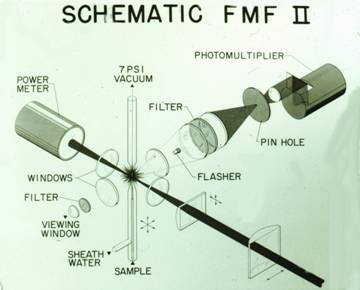 SCHEMATIC FMF II
7 PSI
VACUUM
PHOTOMULTIPLIER
POWER
METER
FILTER
PIN HOLE
FLASHER
WINDOWS
FILTER
VIEWING
WINDOW
SHEATH
WATER
SAMPLE